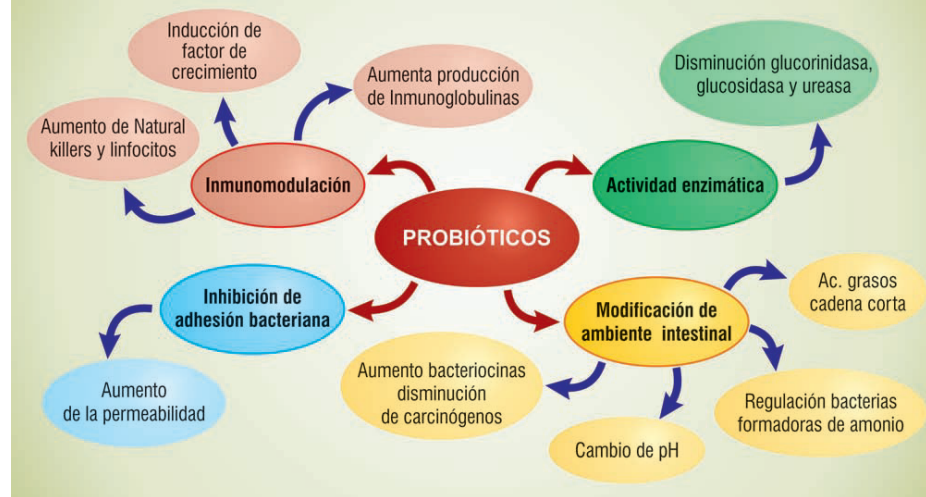 Inducción de
factor de
crecimiento
Aumenta producción
de Inmunoglobulinas
Disminución glucorinidasa,
glucosidasa y ureasa
Aumento de Natural
killers y linfocitos
Inmunomodulación
Actividad enzimática
PROBIÓTICOS
Inhibición de
adhesión bacteriana
Modificación de
ambiente intestinal
Ac. grasos
cadena corta
Aumento
de la permeabilidad
Aumento bacteriocinas
disminución
de carcinógenos
Cambio de pH
Regulación bacterias
formadoras de amonio